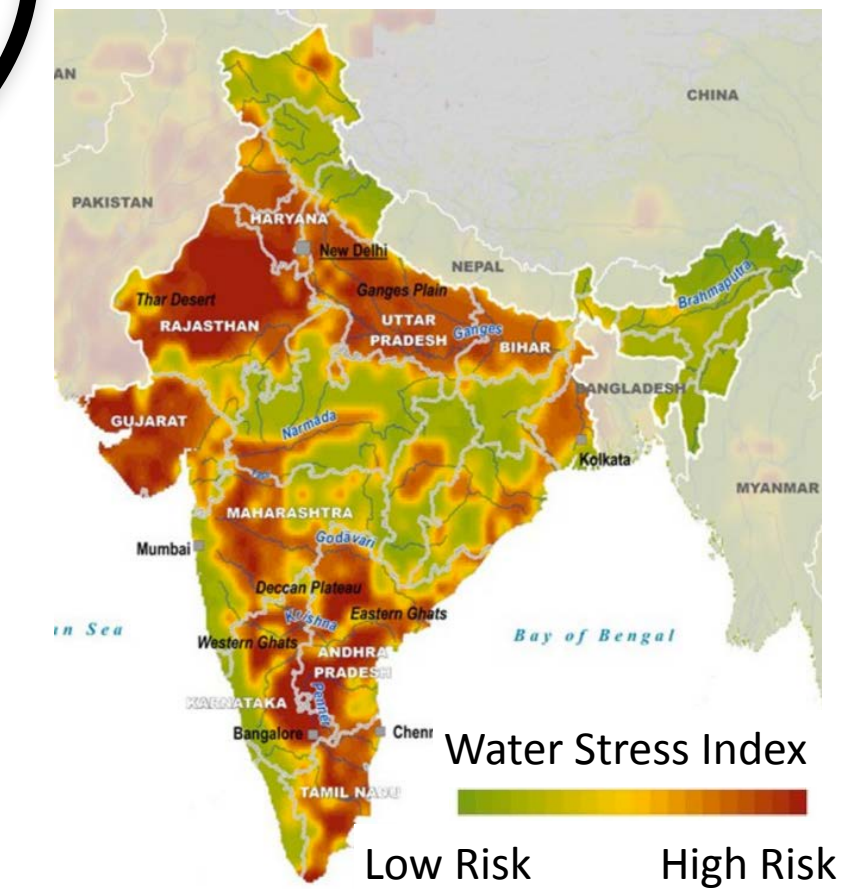 AN
CHINA
PAKISTAN
HARYANA
New Delhi
NEPAL
Thar Desert
Ganges Plain
Brahmaputra
RAJASTHAN
UTTAR
PRADESH
Ganges
BIHAR
BANGLADESH
GUJARAT
Narmada
Kolkata
MYANMAR
MAHARASHTRA
Mumbai
Godavari
Deccan Plateau
Krishna
Eastern Ghats
an Sea
Bay of Bengal
Western Ghats
ANDHRA
PRADESH
KARNATAKA
Bangalore
Chenn
Water Stress Index
TAMIL NADU
Low Risk
High Risk